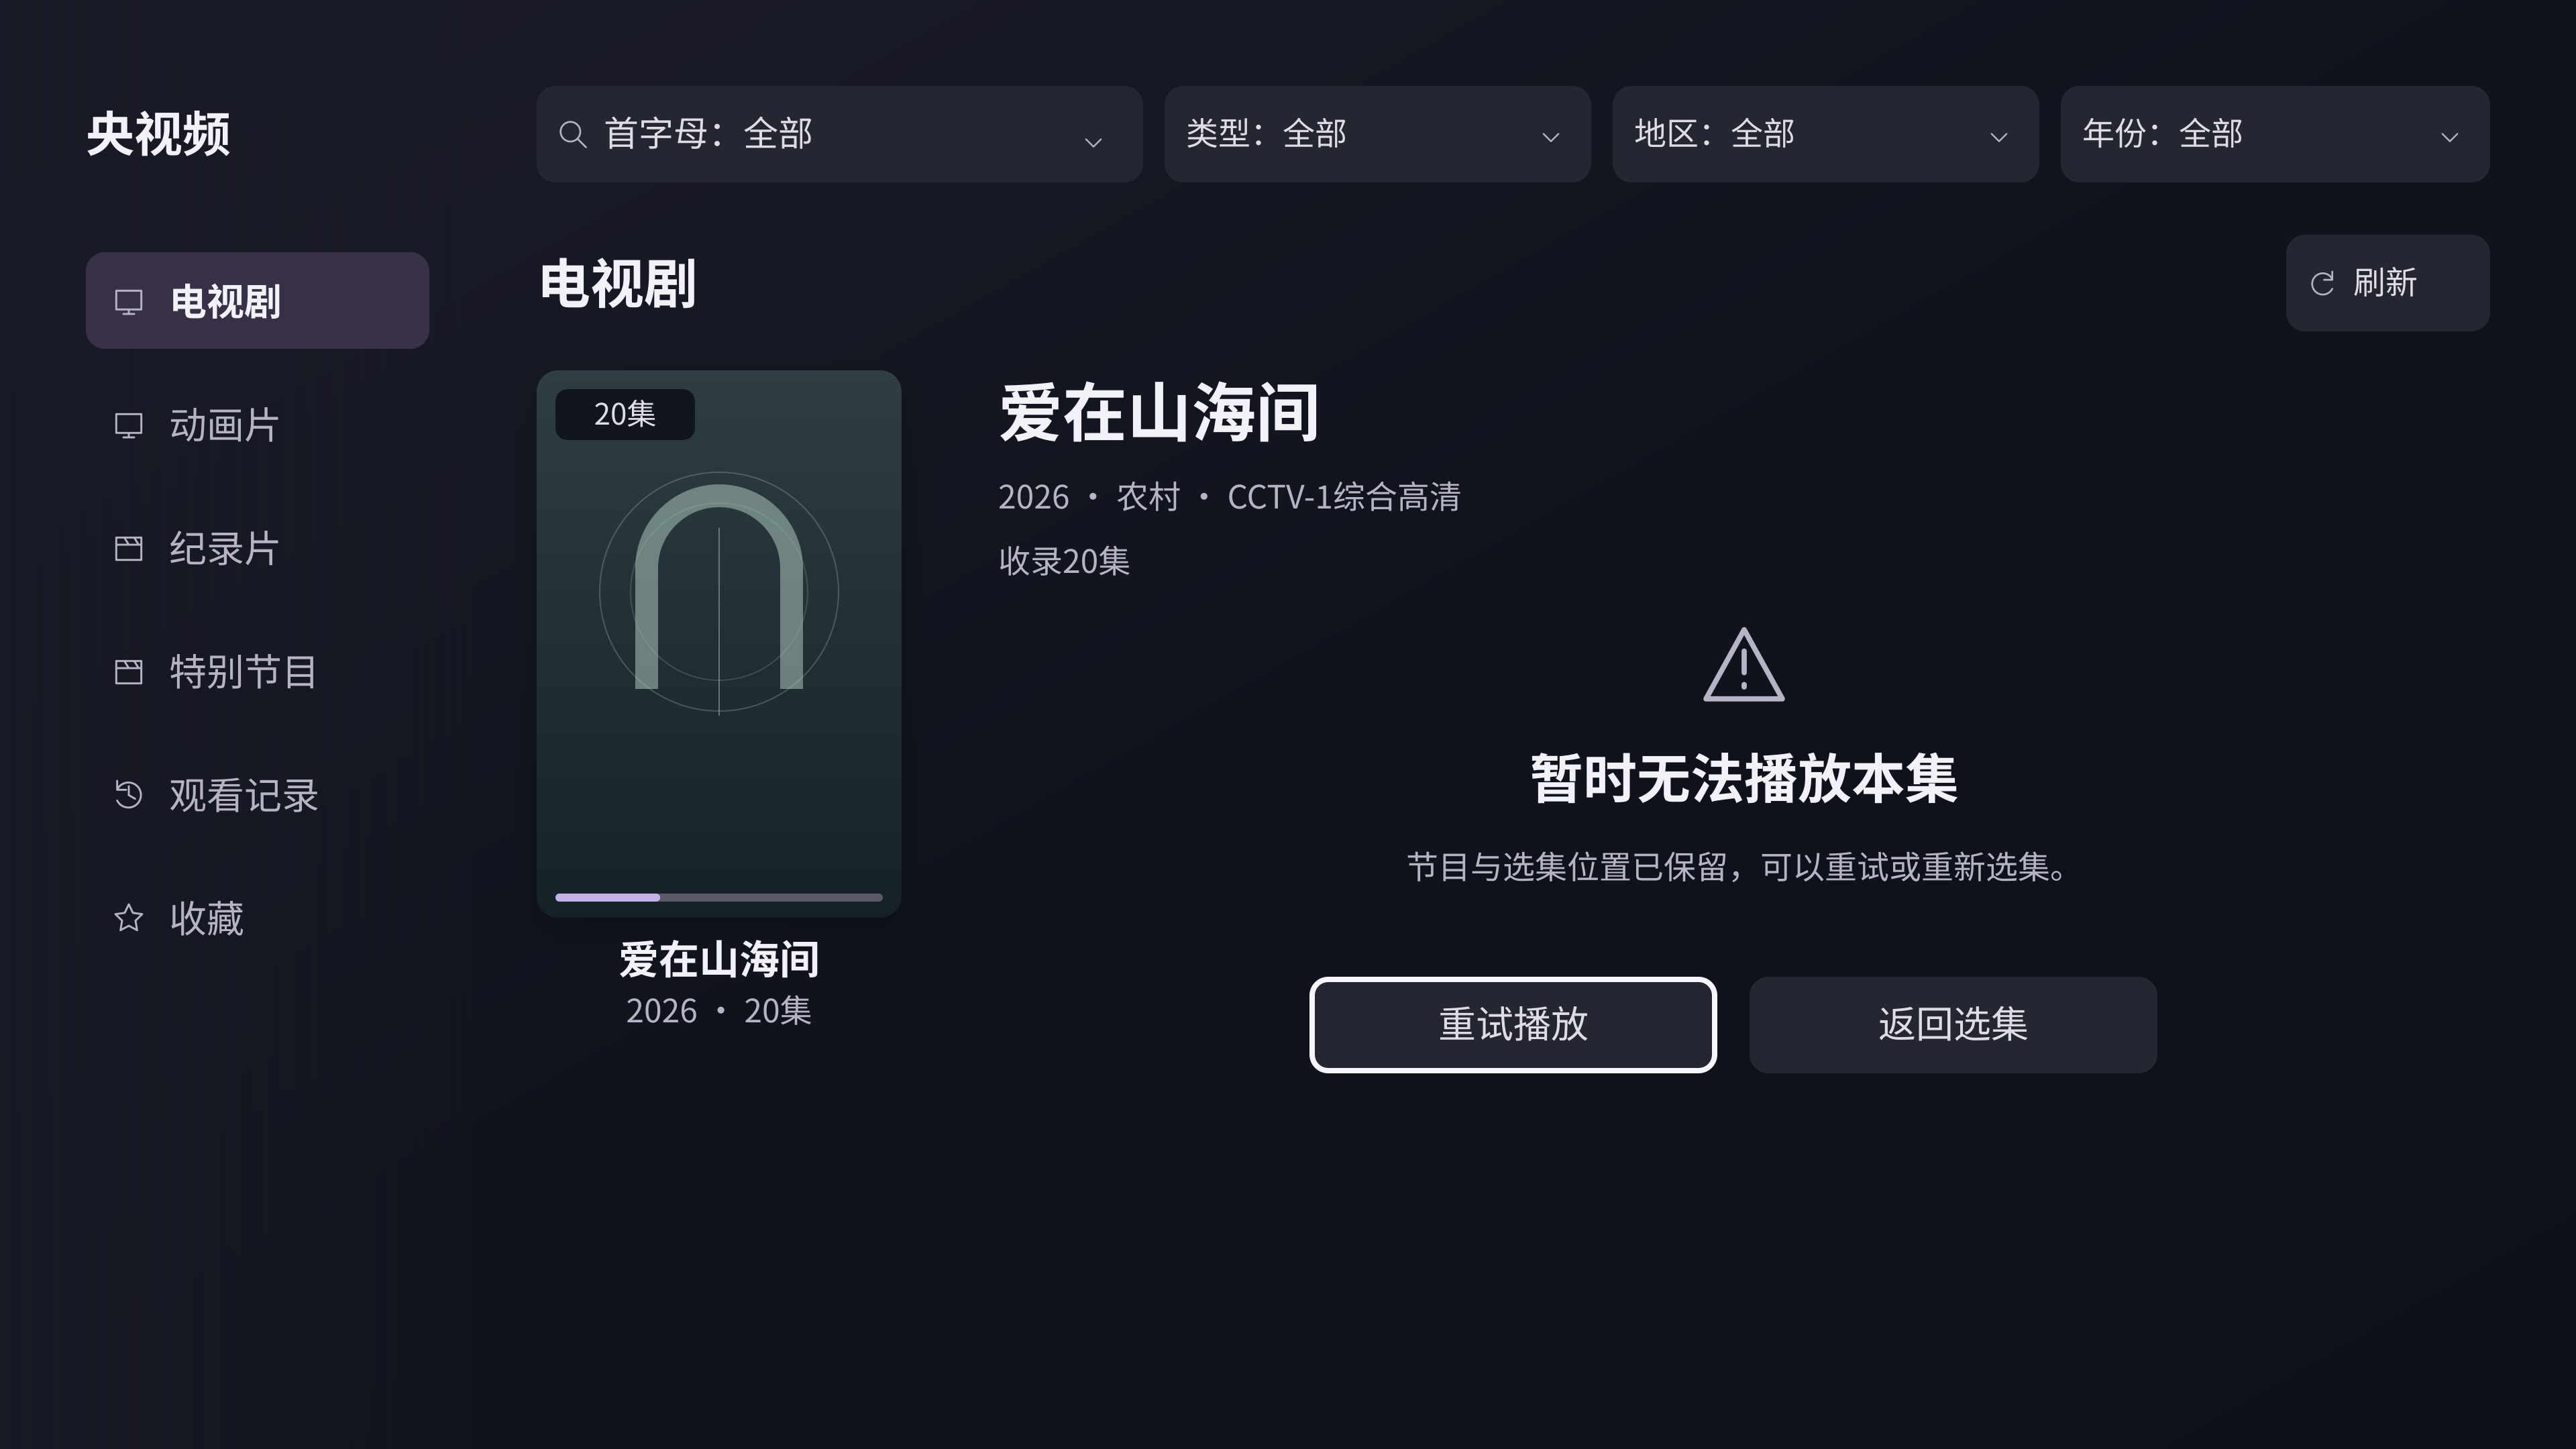 央视频
首字母：全部
类型：全部
地区：全部
年份：全部
电视剧
动画片
纪录片
特别节目
观看记录
收藏
电视剧
刷新
20集
爱在山海间
2026 · 20集
爱在山海间
2026 · 农村 · CCTV-1综合高清
收录20集
暂时无法播放本集
节目与选集位置已保留，可以重试或重新选集。
重试播放
返回选集